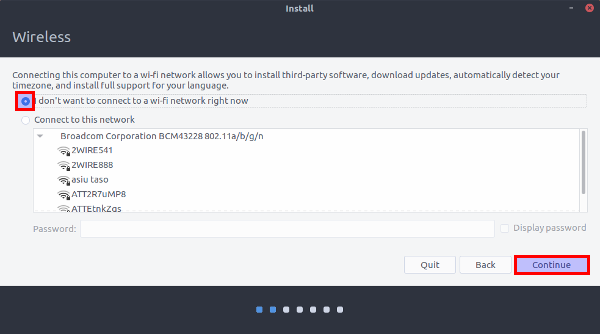 Install
Wireless
Connecting this computer to a wi-fi network allows you to install third-party software, download updates, automatically detect your
timezone, and install full support for your language.
I don't want to connect to a wi-fi network right now
Connect to this network
Broadcom Corporation BCM43228 802.11a/b/g/n
2WIRE541
2WIRE888
asiu taso
ATT2R7uMP8
ATTEtnkZgs
Password:
Display password
Quit Back Continue